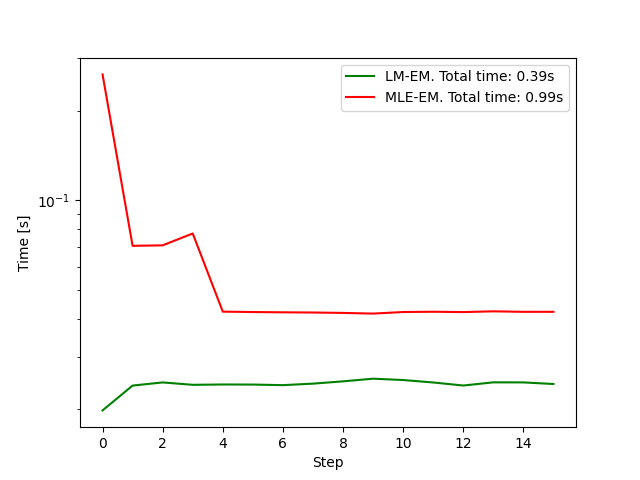 LM-EM. Total time: 0.39s
MLE-EM. Total time: 0.99s
10⁻¹
Time [s]
0 2 4 6 8 10 12 14
Step